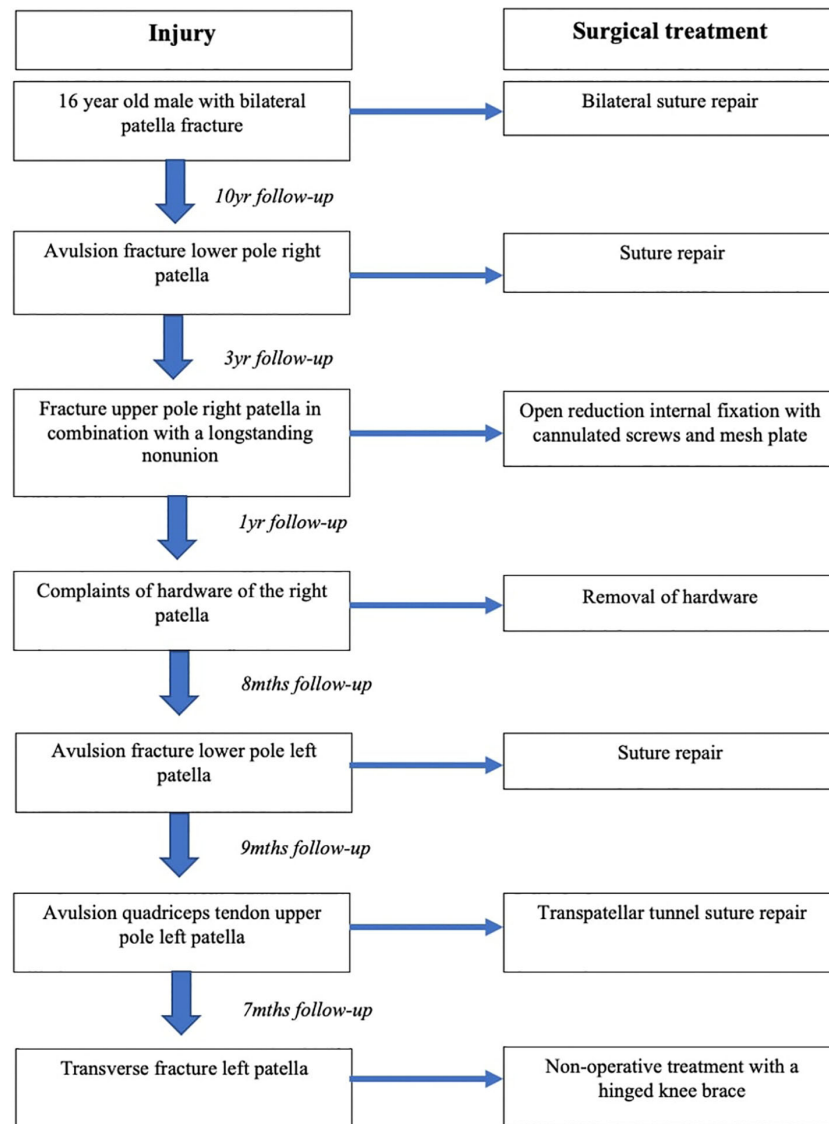 Injury
Surgical treatment
16 year old male with bilateral
patella fracture
Bilateral suture repair
10yr follow-up
Avulsion fracture lower pole right
patella
Suture repair
3yr follow-up
Fracture upper pole right patella in
combination with a longstanding
nonunion
Open reduction internal fixation with
cannulated screws and mesh plate
1yr follow-up
Complaints of hardware of the right
patella
Removal of hardware
8mths follow-up
Avulsion fracture lower pole left
patella
Suture repair
9mths follow-up
Avulsion quadriceps tendon upper
pole left patella
Transpatellar tunnel suture repair
7mths follow-up
Transverse fracture left patella
Non-operative treatment with a
hinged knee brace